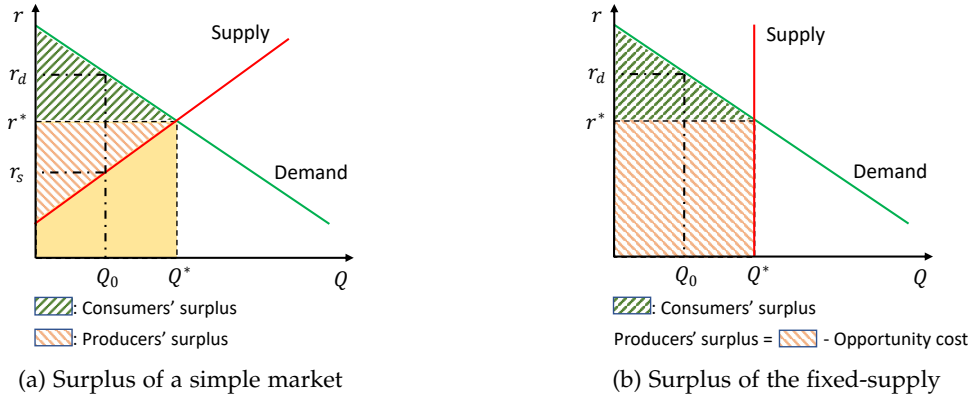 r
Supply
r_d
r*
r_s
Demand
Q_0
Q*
Q
: Consumers' surplus
: Producers' surplus
(a) Surplus of a simple market
r
Supply
r_d
r*
Demand
Q_0
Q*
Q
: Consumers' surplus
Producers' surplus = - Opportunity cost
(b) Surplus of the fixed-supply